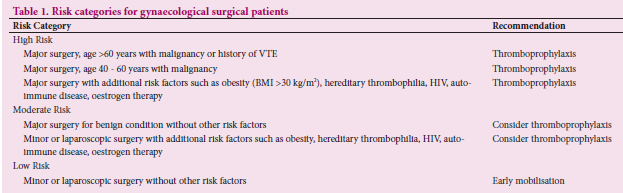 Table 1. Risk categories for gynaecological surgical patients
Risk Category Recommendation
High Risk
Major surgery, age >60 years with malignancy or history of VTE Thromboprophylaxis
Major surgery, age 40 - 60 years with malignancy Thromboprophylaxis
Major surgery with additional risk factors such as obesity (BMI >30 kg/m²), hereditary thrombophilia, HIV, auto- Thromboprophylaxis
immune disease, oestrogen therapy
Moderate Risk
Major surgery for benign condition without other risk factors Consider thromboprophylaxis
Minor or laparoscopic surgery with additional risk factors such as obesity, hereditary thrombophilia, HIV, auto- Consider thromboprophylaxis
immune disease, oestrogen therapy
Low Risk
Minor or laparoscopic surgery without other risk factors Early mobilisation